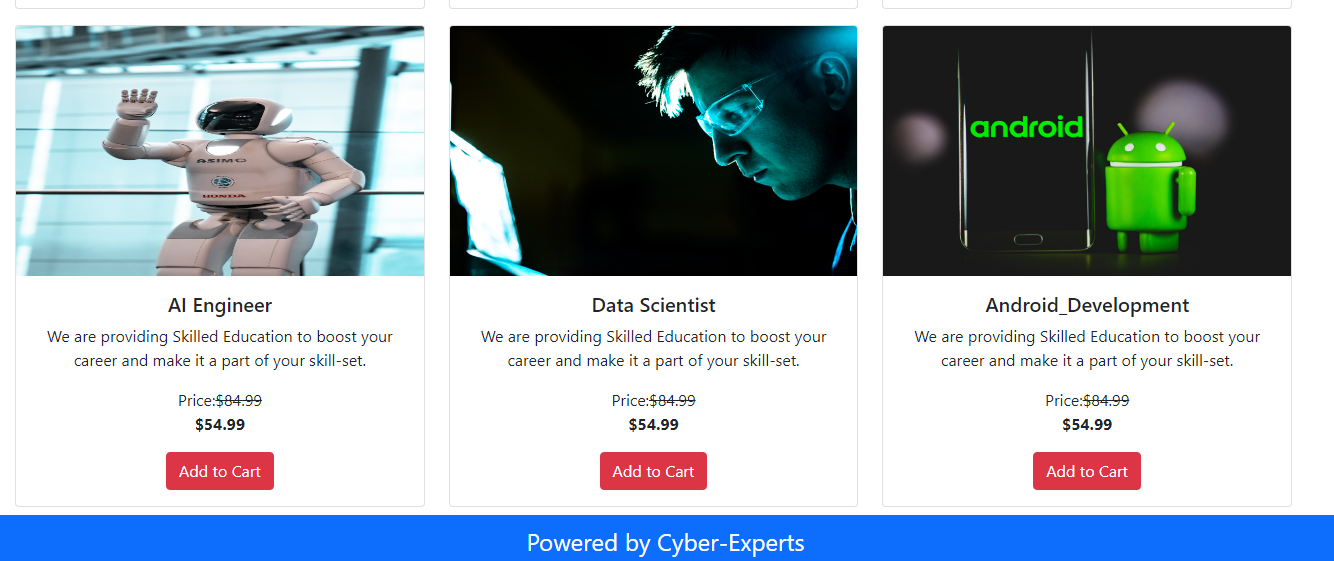 ASIMO
HONDA
android
AI Engineer
We are providing Skilled Education to boost your
career and make it a part of your skill-set.
Price:$84.99
$54.99
Add to Cart
Data Scientist
We are providing Skilled Education to boost your
career and make it a part of your skill-set.
Price:$84.99
$54.99
Add to Cart
Android_Development
We are providing Skilled Education to boost your
career and make it a part of your skill-set.
Price:$84.99
$54.99
Add to Cart
Powered by Cyber-Experts